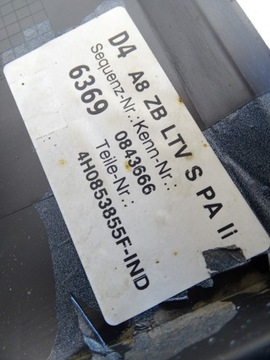 D4 A8 ZB LTV S PA li
Sequenz-Nr.:Kenn-Nr.:
6369 0843666
Teile-Nr.:
4H0853855F-IND